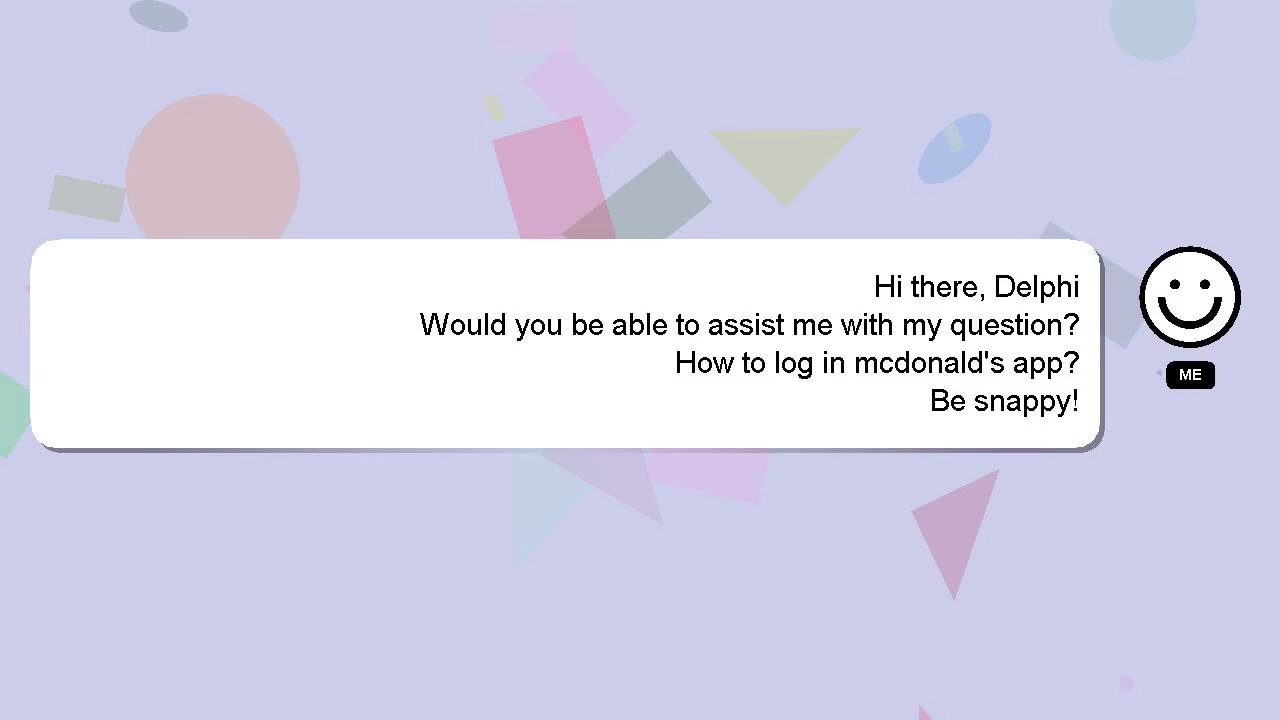 Hi there, Delphi
Would you be able to assist me with my question?
How to log in mcdonald's app?
Be snappy!
ME